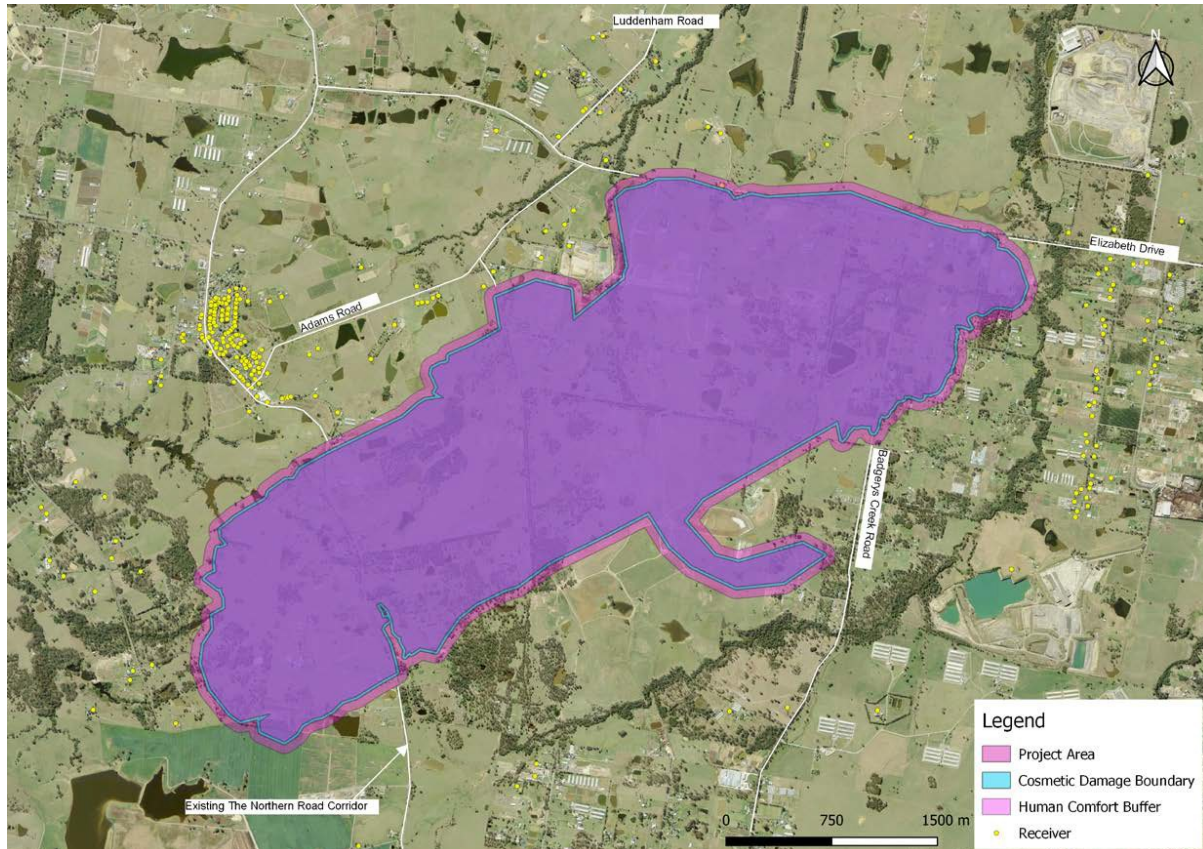 Luddenham Road
N
Elizabeth Drive
Adams Road
Badgerys Creek Road
Existing The Northern Road Corridor
Legend
Project Area
Cosmetic Damage Boundary
Human Comfort Buffer
Receiver
0 750 1500 m